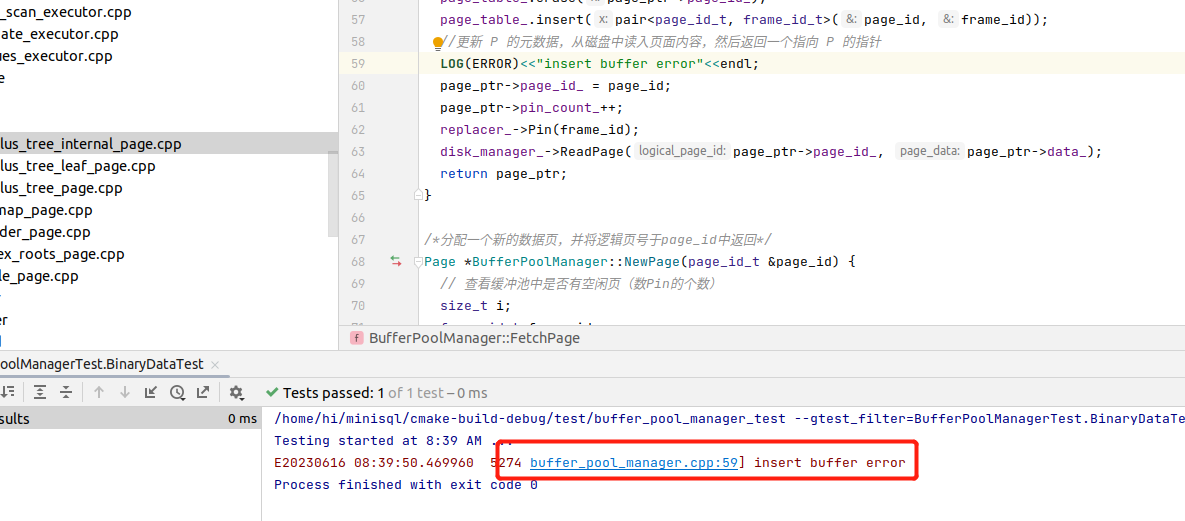 _scan_executor.cpp
ate_executor.cpp
ues_executor.cpp
e
lus_tree_internal_page.cpp
lus_tree_leaf_page.cpp
lus_tree_page.cpp
map_page.cpp
der_page.cpp
ex_roots_page.cpp
le_page.cpp
er
57 page_table_.insert( x: pair<page_id_t, frame_id_t>( &: page_id, &: frame_id));
58 //更新 P 的元数据，从磁盘中读入页面内容，然后返回一个指向 P 的指针
59 LOG(ERROR)<<"insert buffer error"<<endl;
60 page_ptr->page_id_ = page_id;
61 page_ptr->pin_count_++;
62 replacer_->Pin(frame_id);
63 disk_manager_->ReadPage( logical_page_id: page_ptr->page_id_, page_data: page_ptr->data_);
64 return page_ptr;
65 }
66
67 /*分配一个新的数据页，并将逻辑页号于page_id中返回*/
68 Page *BufferPoolManager::NewPage(page_id_t &page_id) {
69 // 查看缓冲池中是否有空闲页（数Pin的个数）
70 size_t i;
f BufferPoolManager::FetchPage
oolManagerTest.BinaryDataTest ×
Tests passed: 1 of 1 test – 0 ms
sults 0 ms
/home/hi/minisql/cmake-build-debug/test/buffer_pool_manager_test --gtest_filter=BufferPoolManagerTest.BinaryDataTe
Testing started at 8:39 AM ...
E20230616 08:39:50.469960 5274 buffer_pool_manager.cpp:59] insert buffer error
Process finished with exit code 0